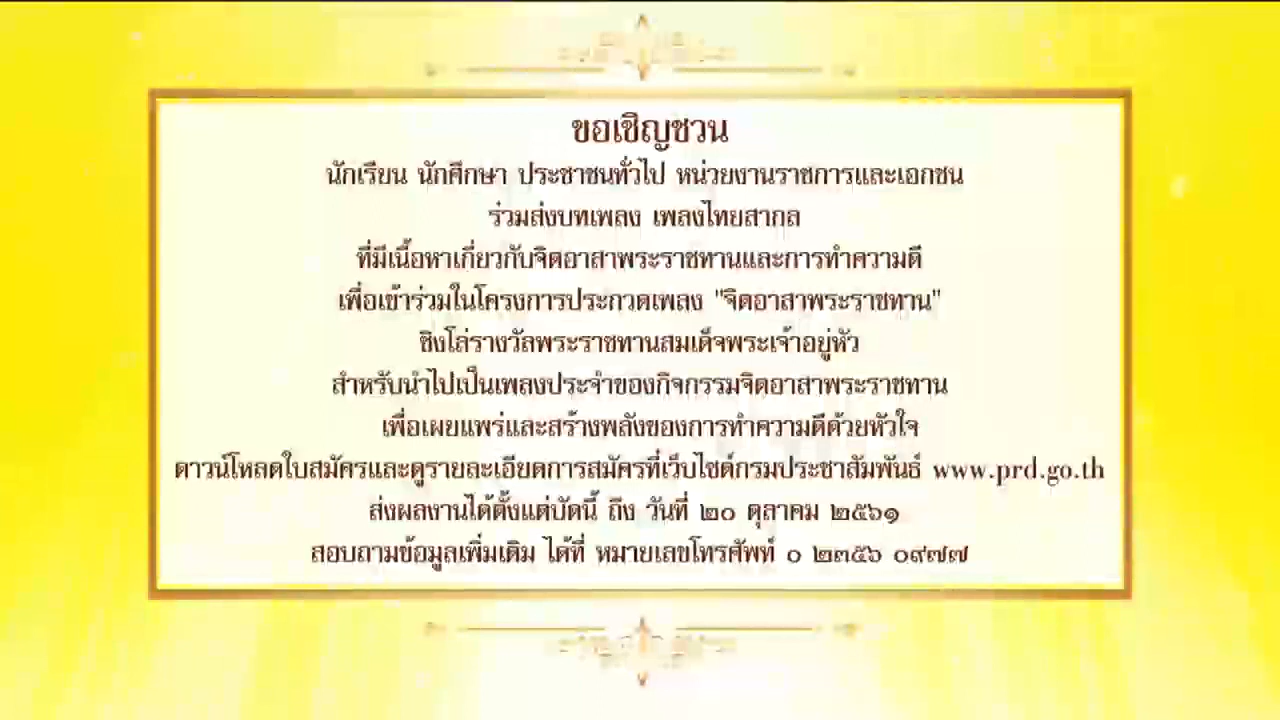 ขอเชิญชวน
นักเรียน นักศึกษา ประชาชนทั่วไป หน่วยงานราชการและเอกชน
ร่วมส่งบทเพลง เพลงไทยสากล
ที่มีเนื้อหาเกี่ยวกับจิตอาสาพระราชทานและการทำความดี
เพื่อเข้าร่วมในโครงการประกวดเพลง "จิตอาสาพระราชทาน"
ชิงโล่รางวัลพระราชทานสมเด็จพระเจ้าอยู่หัว
สำหรับนำไปเป็นเพลงประจำของกิจกรรมจิตอาสาพระราชทาน
เพื่อเผยแพร่และสร้างพลังของการทำความดีด้วยหัวใจ
ดาวน์โหลดใบสมัครและดูรายละเอียดการสมัครที่เว็บไซต์กรมประชาสัมพันธ์ www.prd.go.th
ส่งผลงานได้ตั้งแต่บัดนี้ ถึง วันที่ ๒๐ ตุลาคม ๒๕๖๑
สอบถามข้อมูลเพิ่มเติม ได้ที่ หมายเลขโทรศัพท์ ๐ ๒๓๕๖ ๐๙๗๗